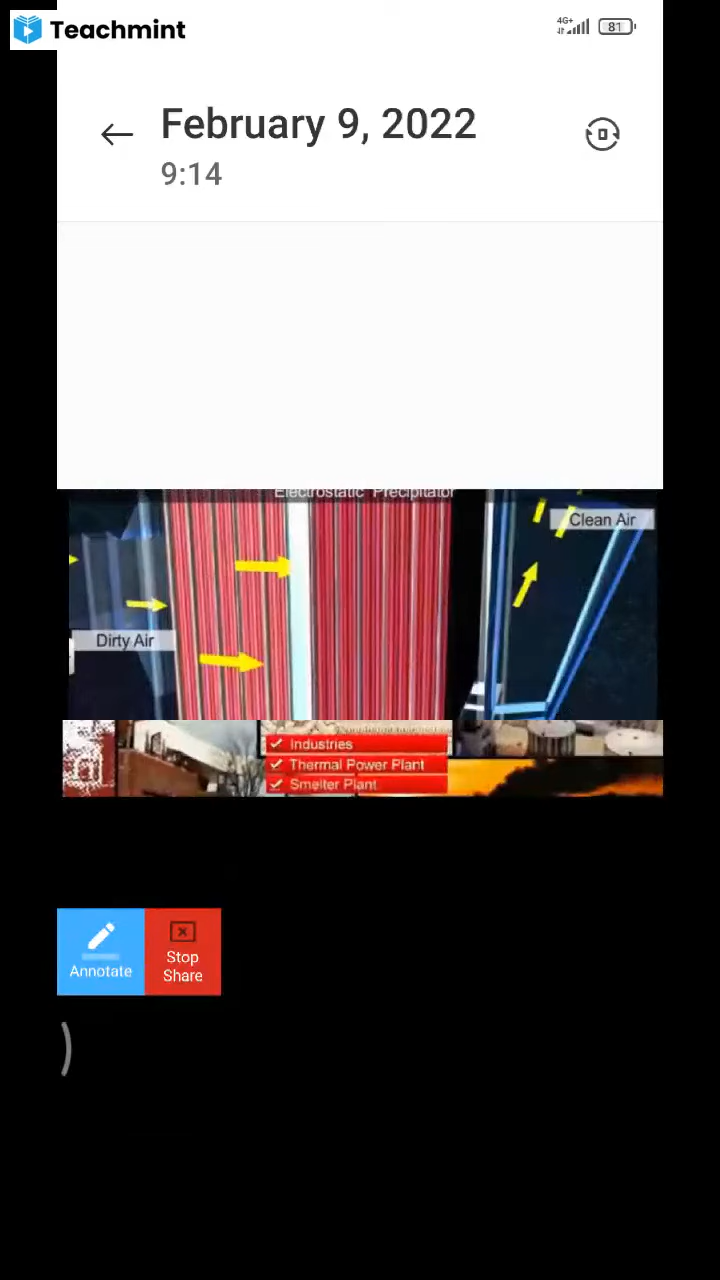 Teachmint
4G+
81
February 9, 2022
9:14
Electrostatic Precipitator
Clean Air
Dirty Air
Industries
Thermal Power Plant
Smelter Plant
Annotate
Stop
Share